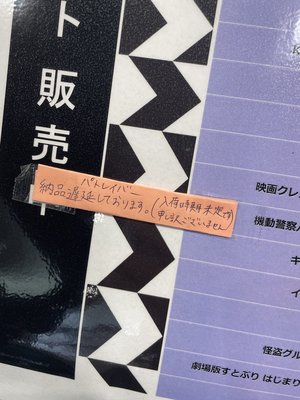 ト 販売中
パトレイバー
納品遅延しております。(入荷時期未定です
申し訳ございません)
映画クレ
機動警察パ
キ
イ
怪盗グル
劇場版すとぷり はじまり